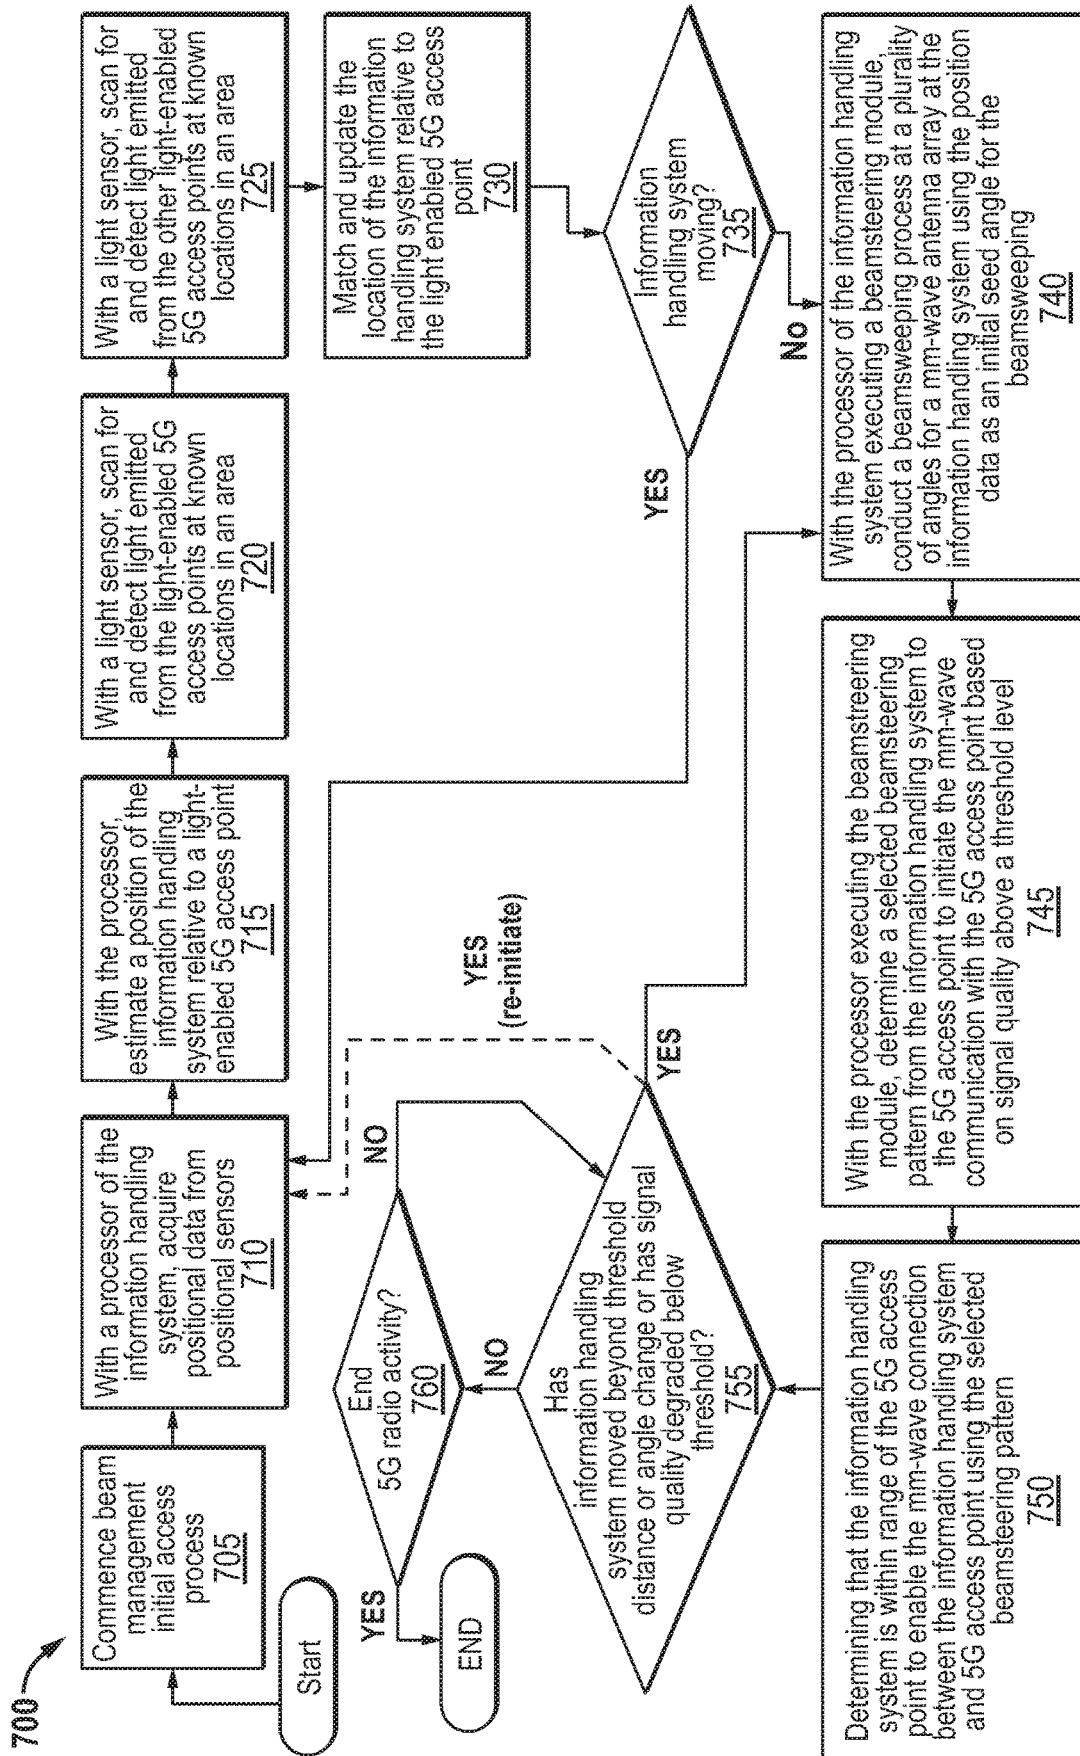 700
Start
Commence beam
management
initial access
process
705
With a processor of the
information handling
system, acquire
positional data from
positional sensors
710
With the processor,
estimate a position of the
information handling
system relative to a light-
enabled 5G access point
715
With a light sensor, scan for
and detect light emitted
from the light-enabled 5G
access points at known
locations in an area
720
With a light sensor, scan for
and detect light emitted
from the other light-enabled
5G access points at known
locations in an area
725
Match and update the
location of the information
handling system relative to
the light enabled 5G access
point
730
Information
handling system
moving?
735
YES
No
With the processor of the information handling
system executing a beamsteering module,
conduct a beamsweeping process at a plurality
of angles for a mm-wave antenna array at the
information handling system using the position
data as an initial seed angle for the
beamsweeping
740
With the processor executing the beamstreering
module, determine a selected beamsteering
pattern from the information handling system to
the 5G access point to initiate the mm-wave
communication with the 5G access point based
on signal quality above a threshold level
745
Determining that the information handling
system is within range of the 5G access
point to enable the mm-wave connection
between the information handling system
and 5G access point using the selected
beamsteering pattern
750
Has
information handling
system moved beyond threshold
distance or angle change or has signal
quality degraded below
threshold?
755
YES
YES
(re-initiate)
NO
End
5G radio activity?
760
NO
YES
END